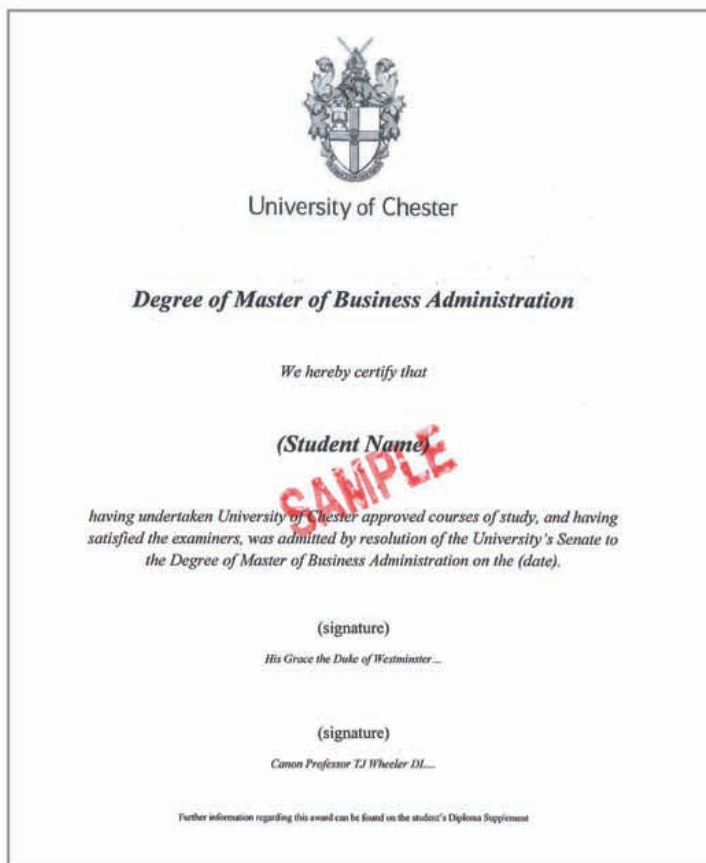 University of Chester
Degree of Master of Business Administration
We hereby certify that
(Student Name)
SAMPLE
having undertaken University of Chester approved courses of study, and having
satisfied the examiners, was admitted by resolution of the University's Senate to
the Degree of Master of Business Administration on the (date).
(signature)
His Grace the Duke of Westminster...
(signature)
Canon Professor TJ Wheeler DL...
Further information regarding this award can be found on the student's Diploma Supplement